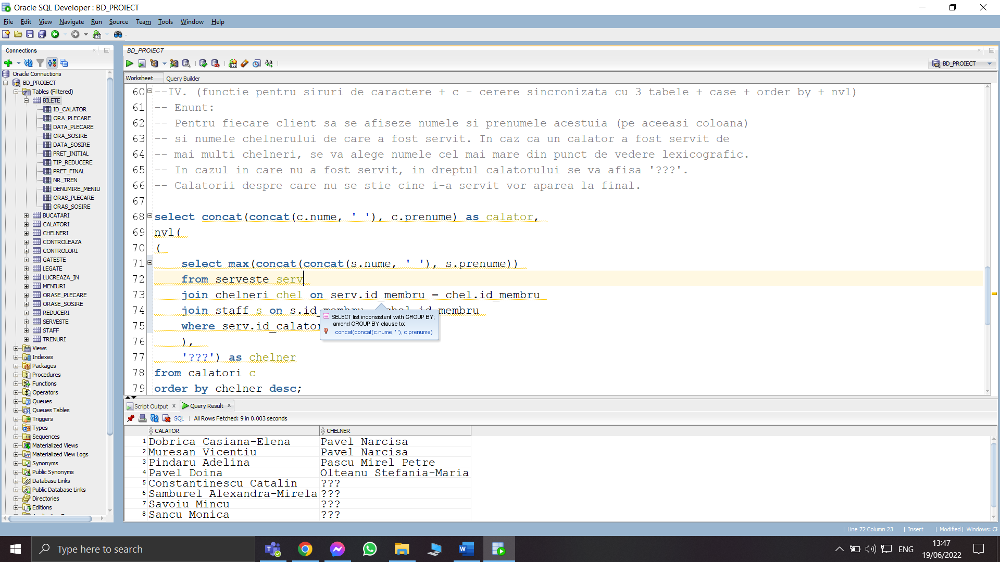 Oracle SQL Developer : BD_PROIECT
File Edit View Navigate Run Source Team Tools Window Help
Connections
Oracle Connections
BD_PROIECT
Tables (Filtered)
BILETE
ID_CALATOR
ORA_PLECARE
DATA_PLECARE
ORA_SOSIRE
DATA_SOSIRE
PRET_INITIAL
TIP_REDUCERE
PRET_FINAL
NR_TREN
DENUMIRE_MENIU
ORAS_PLECARE
ORAS_SOSIRE
BUCATARI
CALATORI
CHELNERI
CONTROLEAZA
CONTROLORI
GATESTE
LEGATE
LUCREAZA_IN
MENIURI
ORASE_PLECARE
ORASE_SOSIRE
REDUCERI
SERVESTE
STAFF
TRENURI
Views
Indexes
Packages
Procedures
Functions
Operators
Queues
Queues Tables
Triggers
Types
Sequences
Materialized Views
Materialized View Logs
Synonyms
Public Synonyms
Database Links
Public Database Links
Directories
Editions
BD_PROIECT
BD_PROIECT
Worksheet Query Builder
60 --IV. (functie pentru siruri de caractere + c - cerere sincronizata cu 3 tabele + case + order by + nvl)
61 -- Enunt:
62 -- Pentru fiecare client sa se afiseze numele si prenumele acestuia (pe aceeasi coloana)
63 -- si numele chelnerului de care a fost servit. In caz ca un calator a fost servit de
64 -- mai multi chelneri, se va alege numele cel mai mare din punct de vedere lexicografic.
65 -- In cazul in care nu a fost servit, in dreptul calatorului se va afisa '???'.
66 -- Calatorii despre care nu se stie cine i-a servit vor aparea la final.
67
68 select concat(concat(c.nume, ' '), c.prenume) as calator,
69 nvl(
70 (
71 select max(concat(concat(s.nume, ' '), s.prenume))
72 from serveste serv
73 join chelneri chel on serv.id_membru = chel.id_membru
74 join staff s on s.id_membru chel.id_membru
75 where serv.id_calator
76 ),
77 '???') as chelner
78 from calatori c
79 order by chelner desc;
SELECT list inconsistent with GROUP BY;
amend GROUP BY clause to:
concat(concat(c.nume, ' '), c.prenume)
Script Output Query Result
SQL All Rows Fetched: 9 in 0.003 seconds
CALATOR CHELNER
1 Dobrica Casiana-Elena Pavel Narcisa
2 Muresan Vicentiu Pavel Narcisa
3 Pindaru Adelina Pascu Mirel Petre
4 Pavel Doina Olteanu Stefania-Maria
5 Constantinescu Catalin ???
6 Samburel Alexandra-Mirela ???
7 Savoiu Mincu ???
8 Sancu Monica ???
Line 72 Column 23 Insert Modified Windows: CF
Type here to search
ENG
13:47
19/06/2022